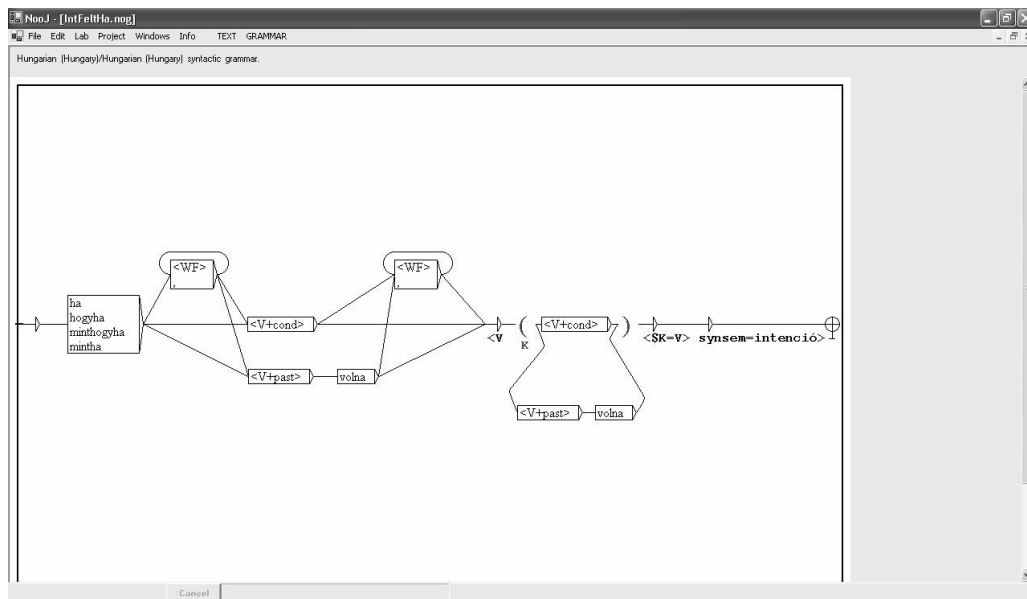 NooJ - [IntFeltHa.nog]
File Edit Lab Project Windows Info TEXT GRAMMAR
Hungarian (Hungary)/Hungarian (Hungary) syntactic grammar.
<WF>
,
<WF>
,
ha
hogyha
minthogyha
mintha
<V+cond>
<V
(
K
<V+cond>
)
<$K=V>
synsem=intenció>
<V+past>
volna
<V+past>
volna
Cancel